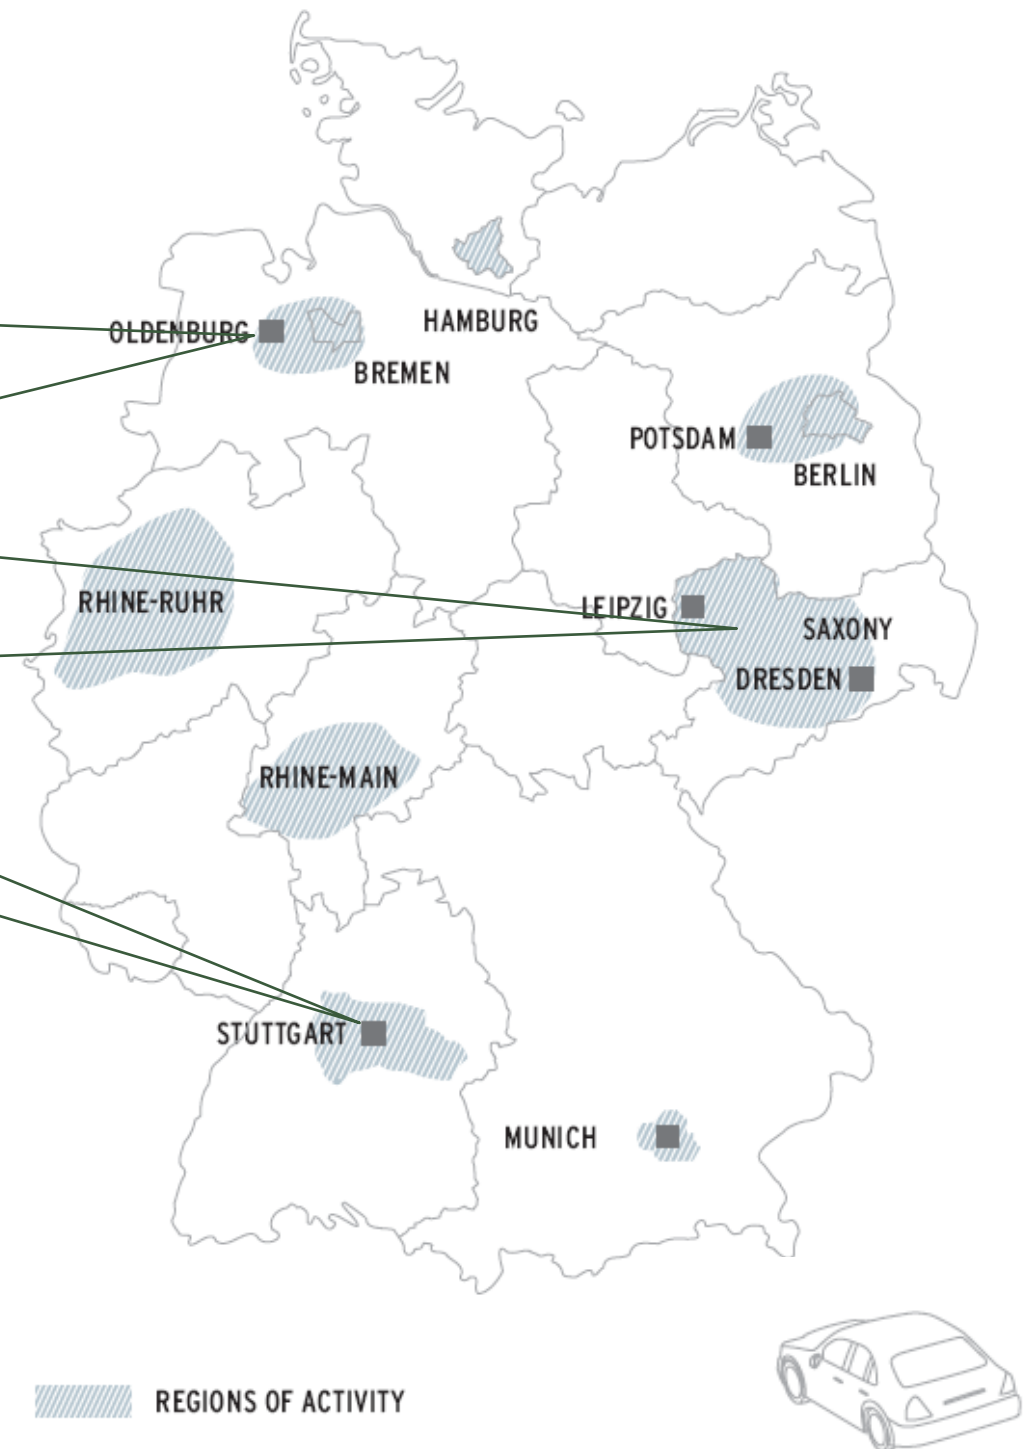 HAMBURG
OLDENBURG
BREMEN
POTSDAM
BERLIN
RHINE-RUHR
LEIPZIG
SAXONY
DRESDEN
RHINE-MAIN
STUTTGART
MUNICH
REGIONS OF ACTIVITY